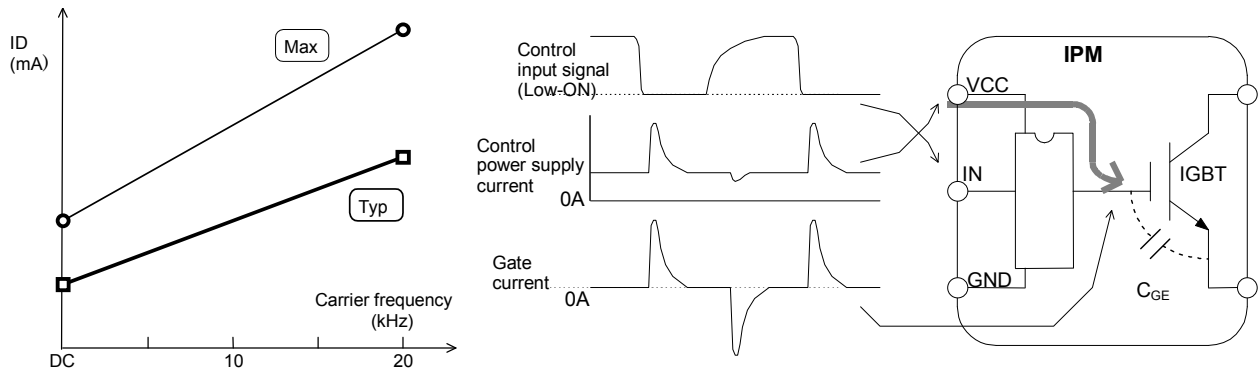 ID
(mA)
Max
Typ
Carrier frequency
(kHz)
DC
10
20
Control
input signal
(Low-ON)
Control
power supply
current
0A
Gate
current
0A
IPM
VCC
IN
IGBT
GND
CGE